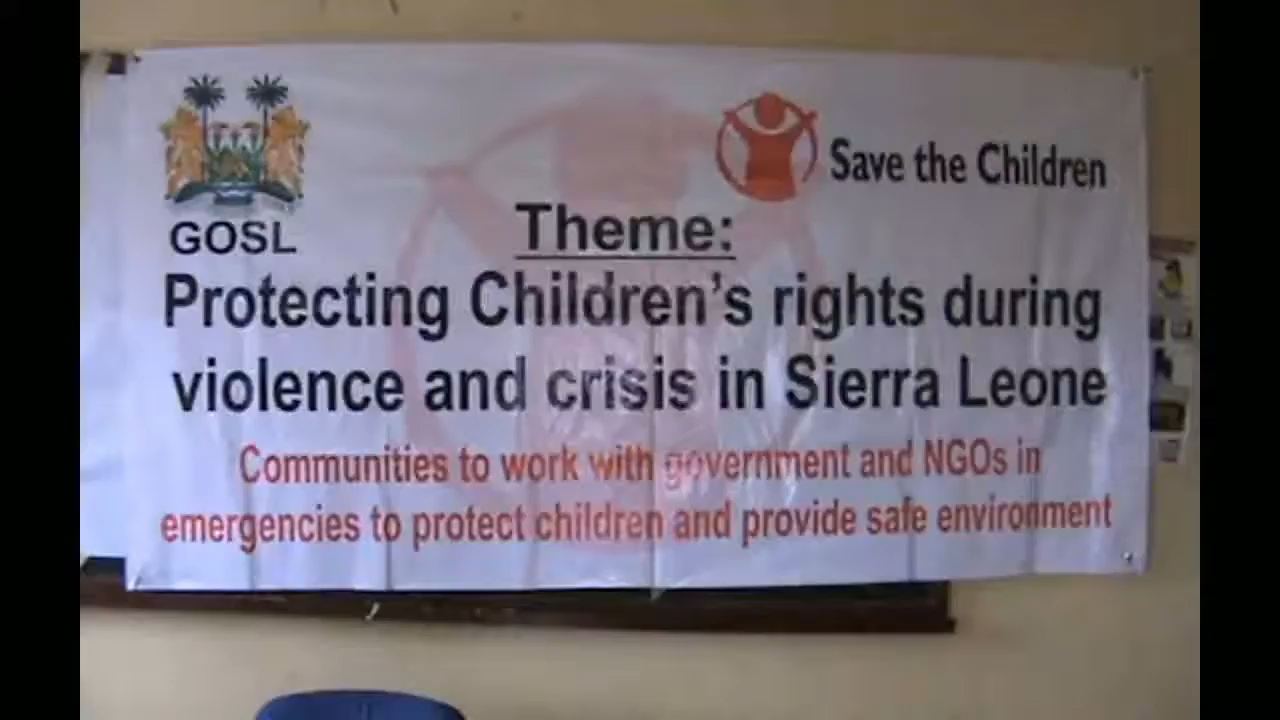 GOSL
Save the Children
Theme:
Protecting Children's rights during
violence and crisis in Sierra Leone
Communities to work with government and NGOs in
emergencies to protect children and provide safe environment